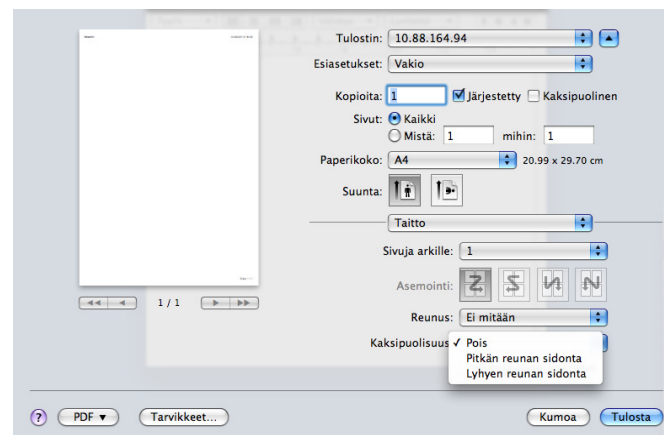 Tulostin: 10.88.164.94
Esiasetukset: Vakio
Kopioita: 1 Järjestetty Kaksipuolinen
Sivut: Kaikki
Mistä: 1 mihin: 1
Paperikoko: A4 20.99 x 29.70 cm
Suunta:
Taitto
Sivuja arkille: 1
Asemointi:
1 / 1
Reunus: Ei mitään
Kaksipuolisuus ✓ Pois
Pitkän reunan sidonta
Lyhyen reunan sidonta
? PDF ▼ Tarvikkeet... Kumoa Tulosta